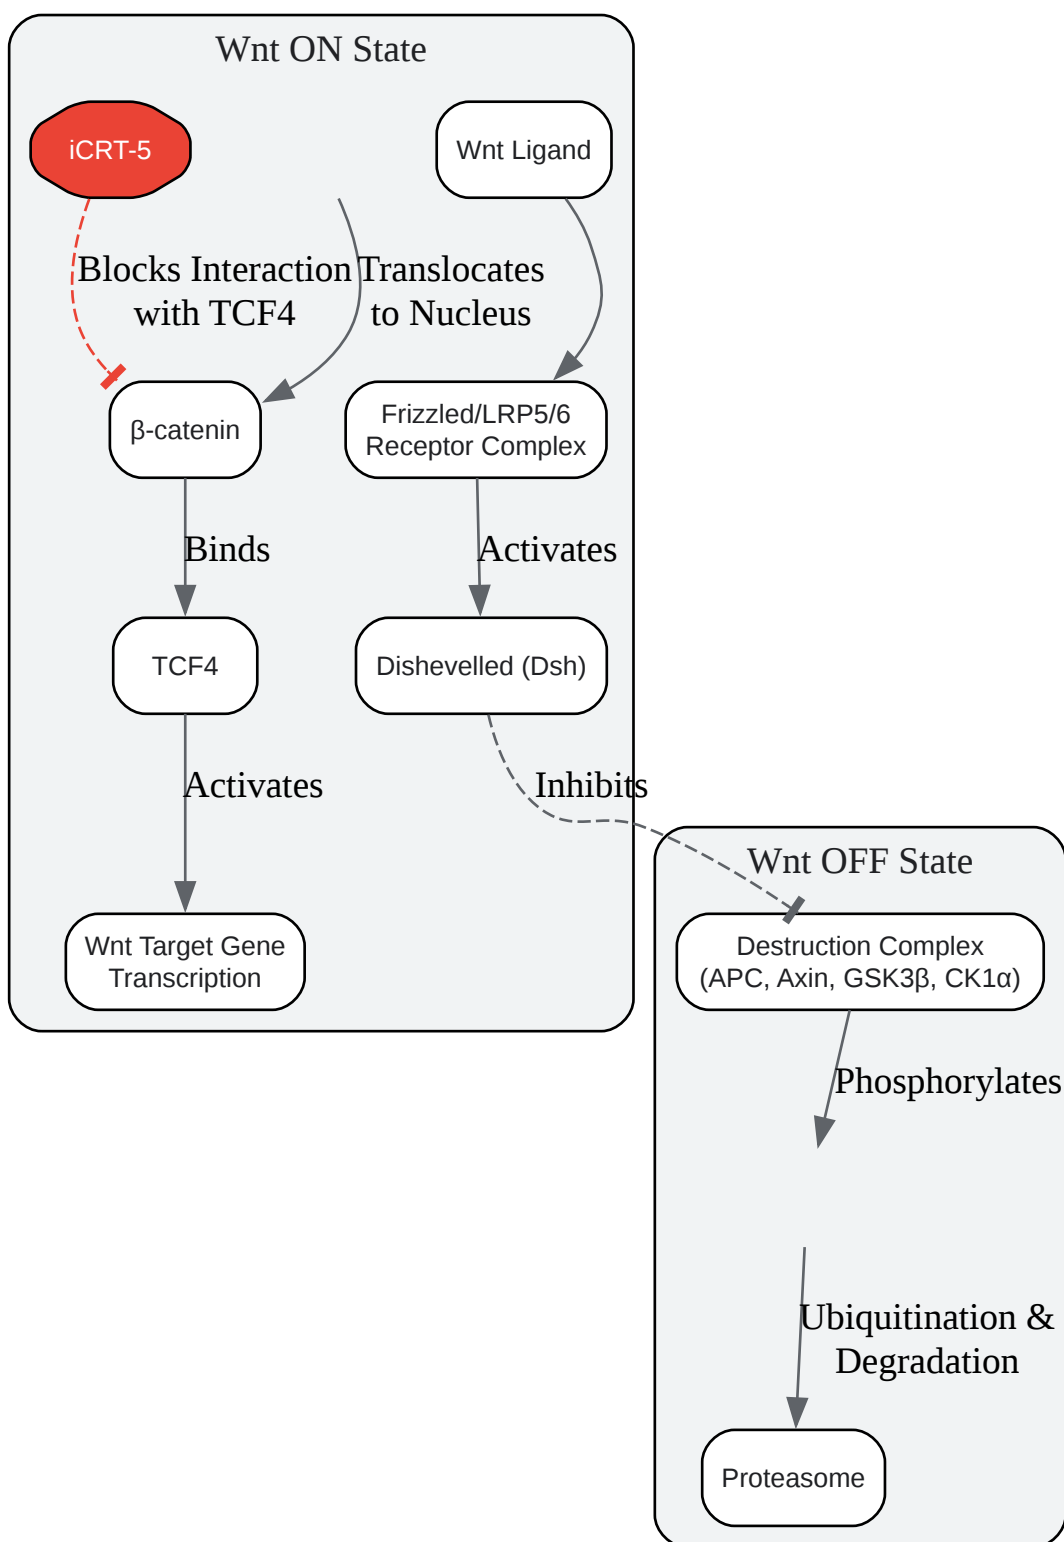 Wnt ON State
iCRT-5
Wnt Ligand
Blocks Interaction
with TCF4
Translocates
to Nucleus
β-catenin
Frizzled/LRP5/6
Receptor Complex
Binds
Activates
TCF4
Dishevelled (Dsh)
Activates
Inhibits
Wnt OFF State
Wnt Target Gene
Transcription
Destruction Complex
(APC, Axin, GSK3β, CK1α)
Phosphorylates
Ubiquitination &
Degradation
Proteasome